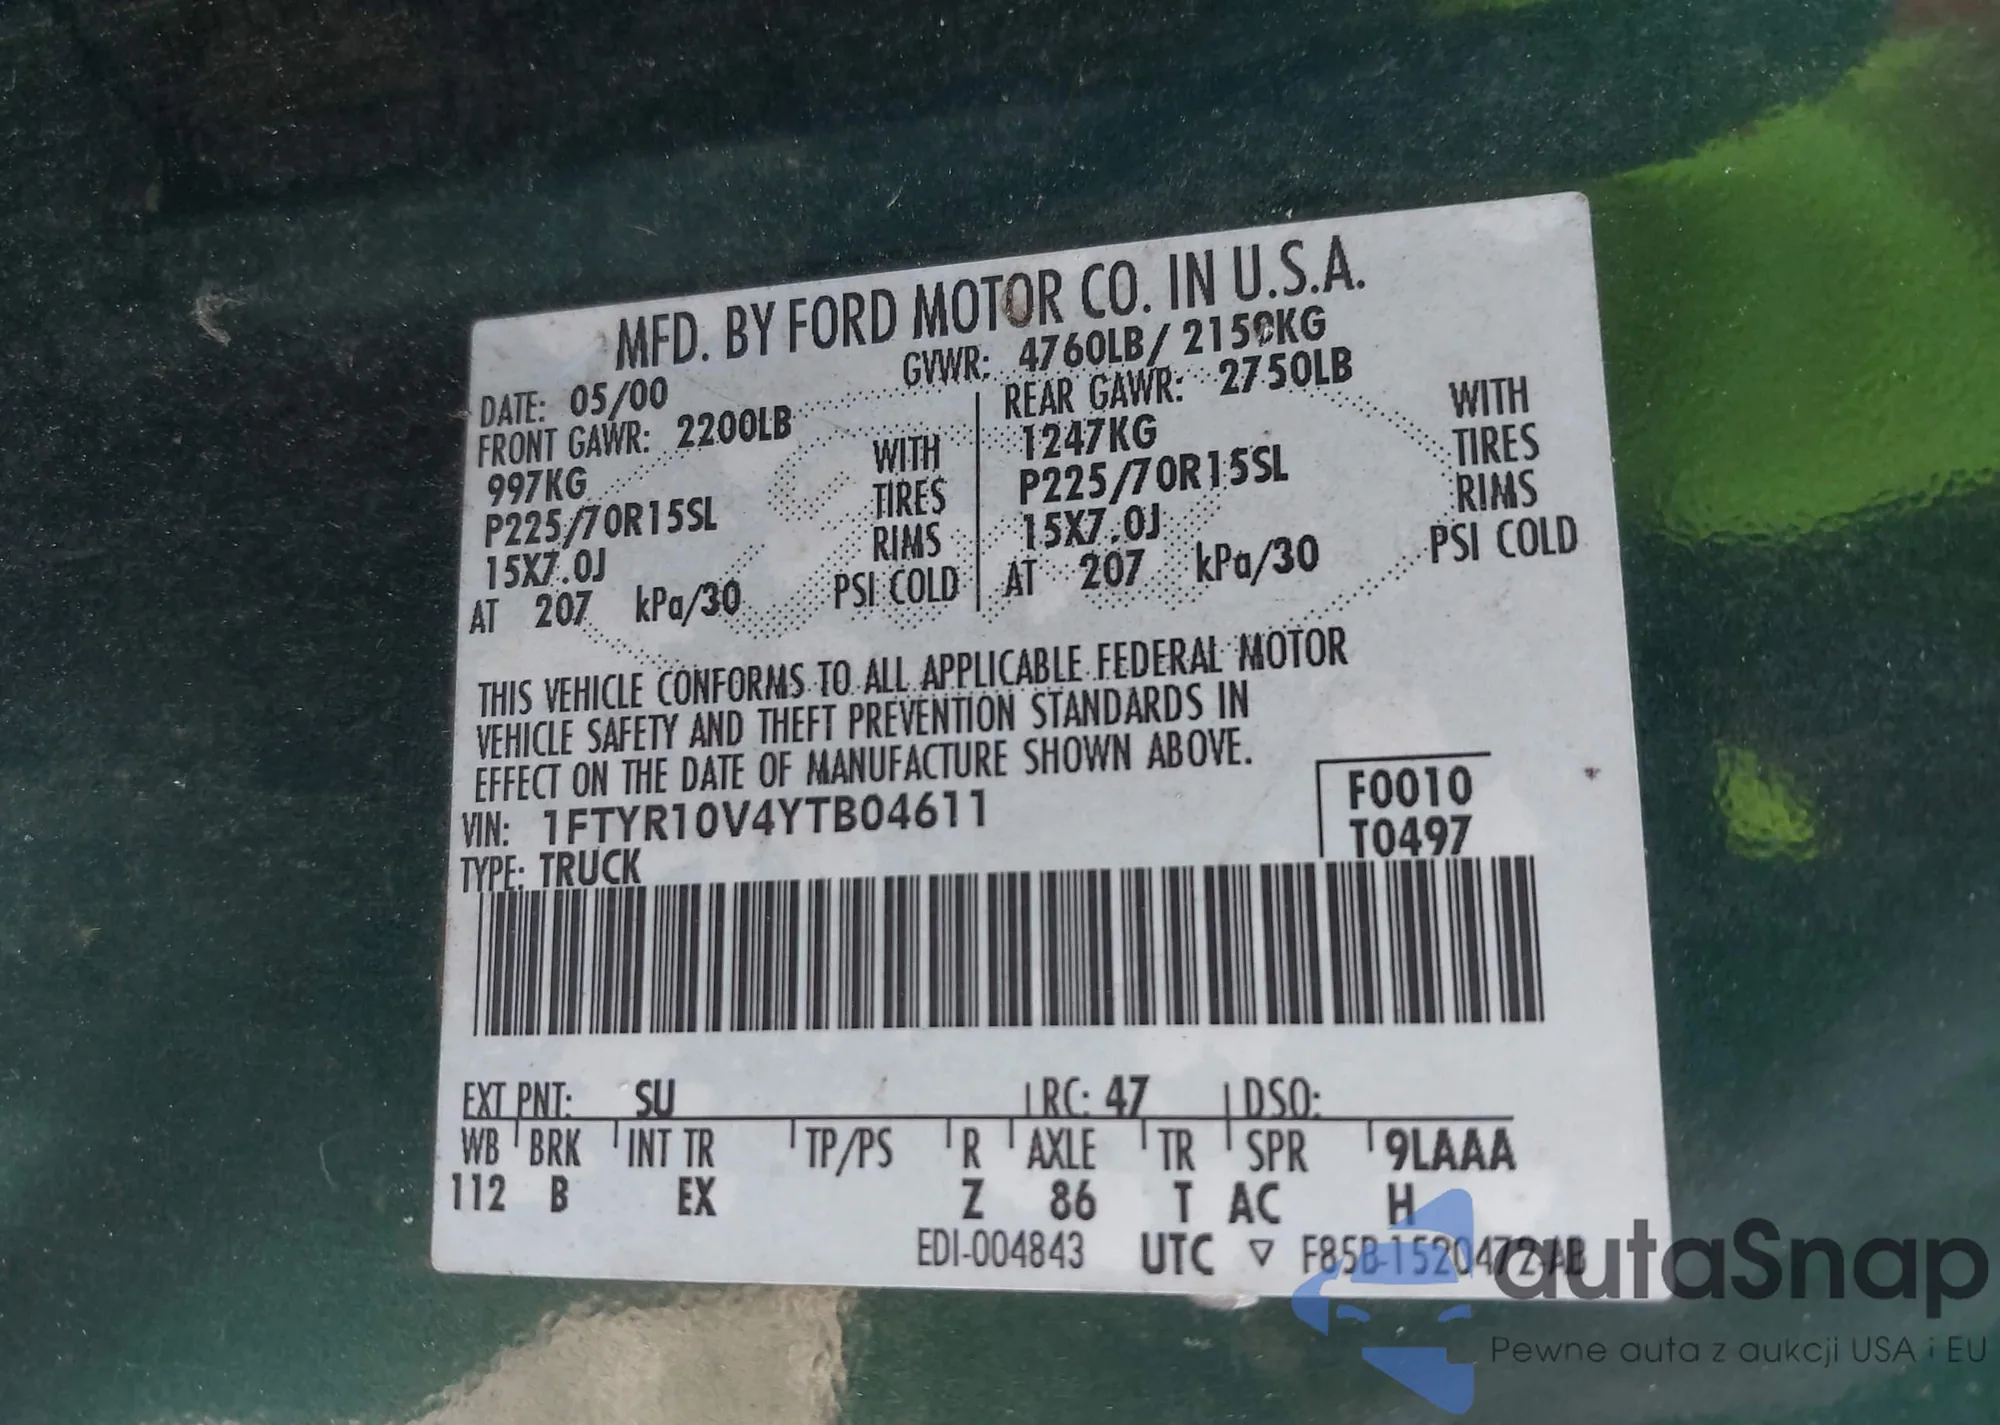 MFD. BY FORD MOTOR CO. IN U.S.A.
DATE: 05/00 GVWR: 4760LB/ 2159KG
FRONT GAWR: 2200LB REAR GAWR: 2750LB
997KG WITH 1247KG WITH
P225/70R15SL TIRES P225/70R15SL TIRES
15X7.0J RIMS 15X7.0J RIMS
AT 207 kPa/30 PSI COLD AT 207 kPa/30 PSI COLD
THIS VEHICLE CONFORMS TO ALL APPLICABLE FEDERAL MOTOR
VEHICLE SAFETY AND THEFT PREVENTION STANDARDS IN
EFFECT ON THE DATE OF MANUFACTURE SHOWN ABOVE.
VIN: 1FTYR10V4YTB04611 F0010
TYPE: TRUCK T0497
EXT PNT: SU RC: 47 DSO:
WB BRK INT TR TP/PS R AXLE TR SPR 9LAAA
112 B EX Z 86 T AC H
EDI-004843 UTC ▽ F85B-1520472-AB
autaSnap
Pewne auta z aukcji USA i EU